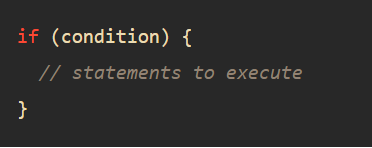 if (condition) {
  // statements to execute
}